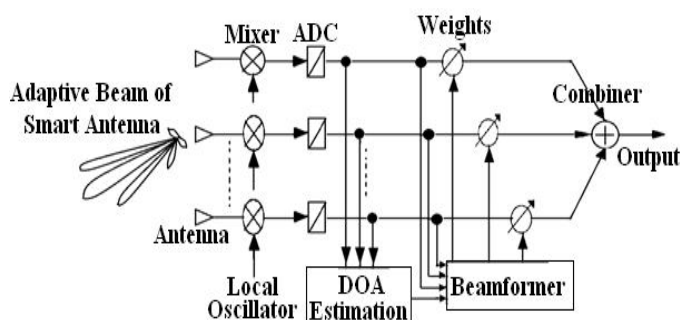 Mixer
ADC
Weights
Adaptive Beam of
Smart Antenna
Combiner
Output
Antenna
Local
Oscillator
DOA
Estimation
Beamformer